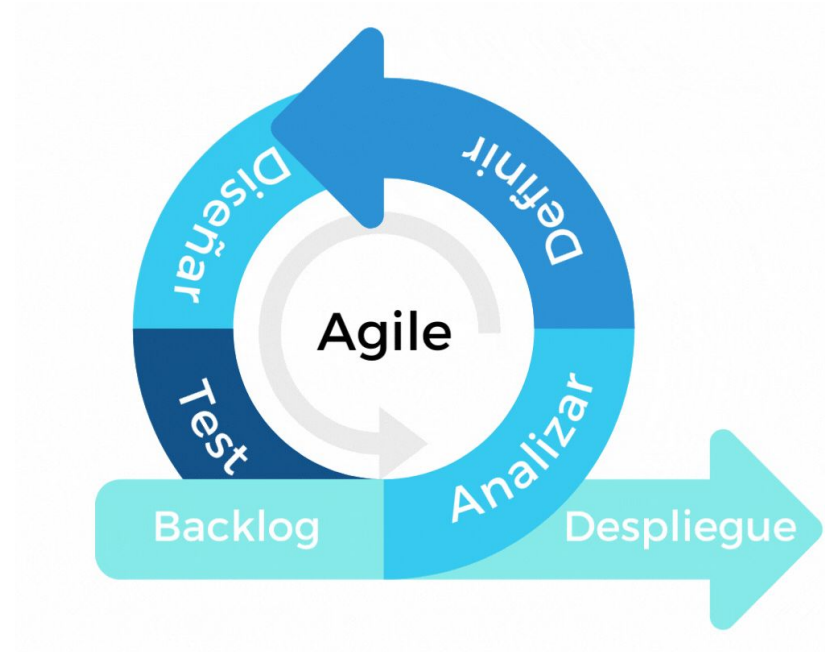 Definir
Diseñar
Agile
Test
Analizar
Backlog
Despliegue